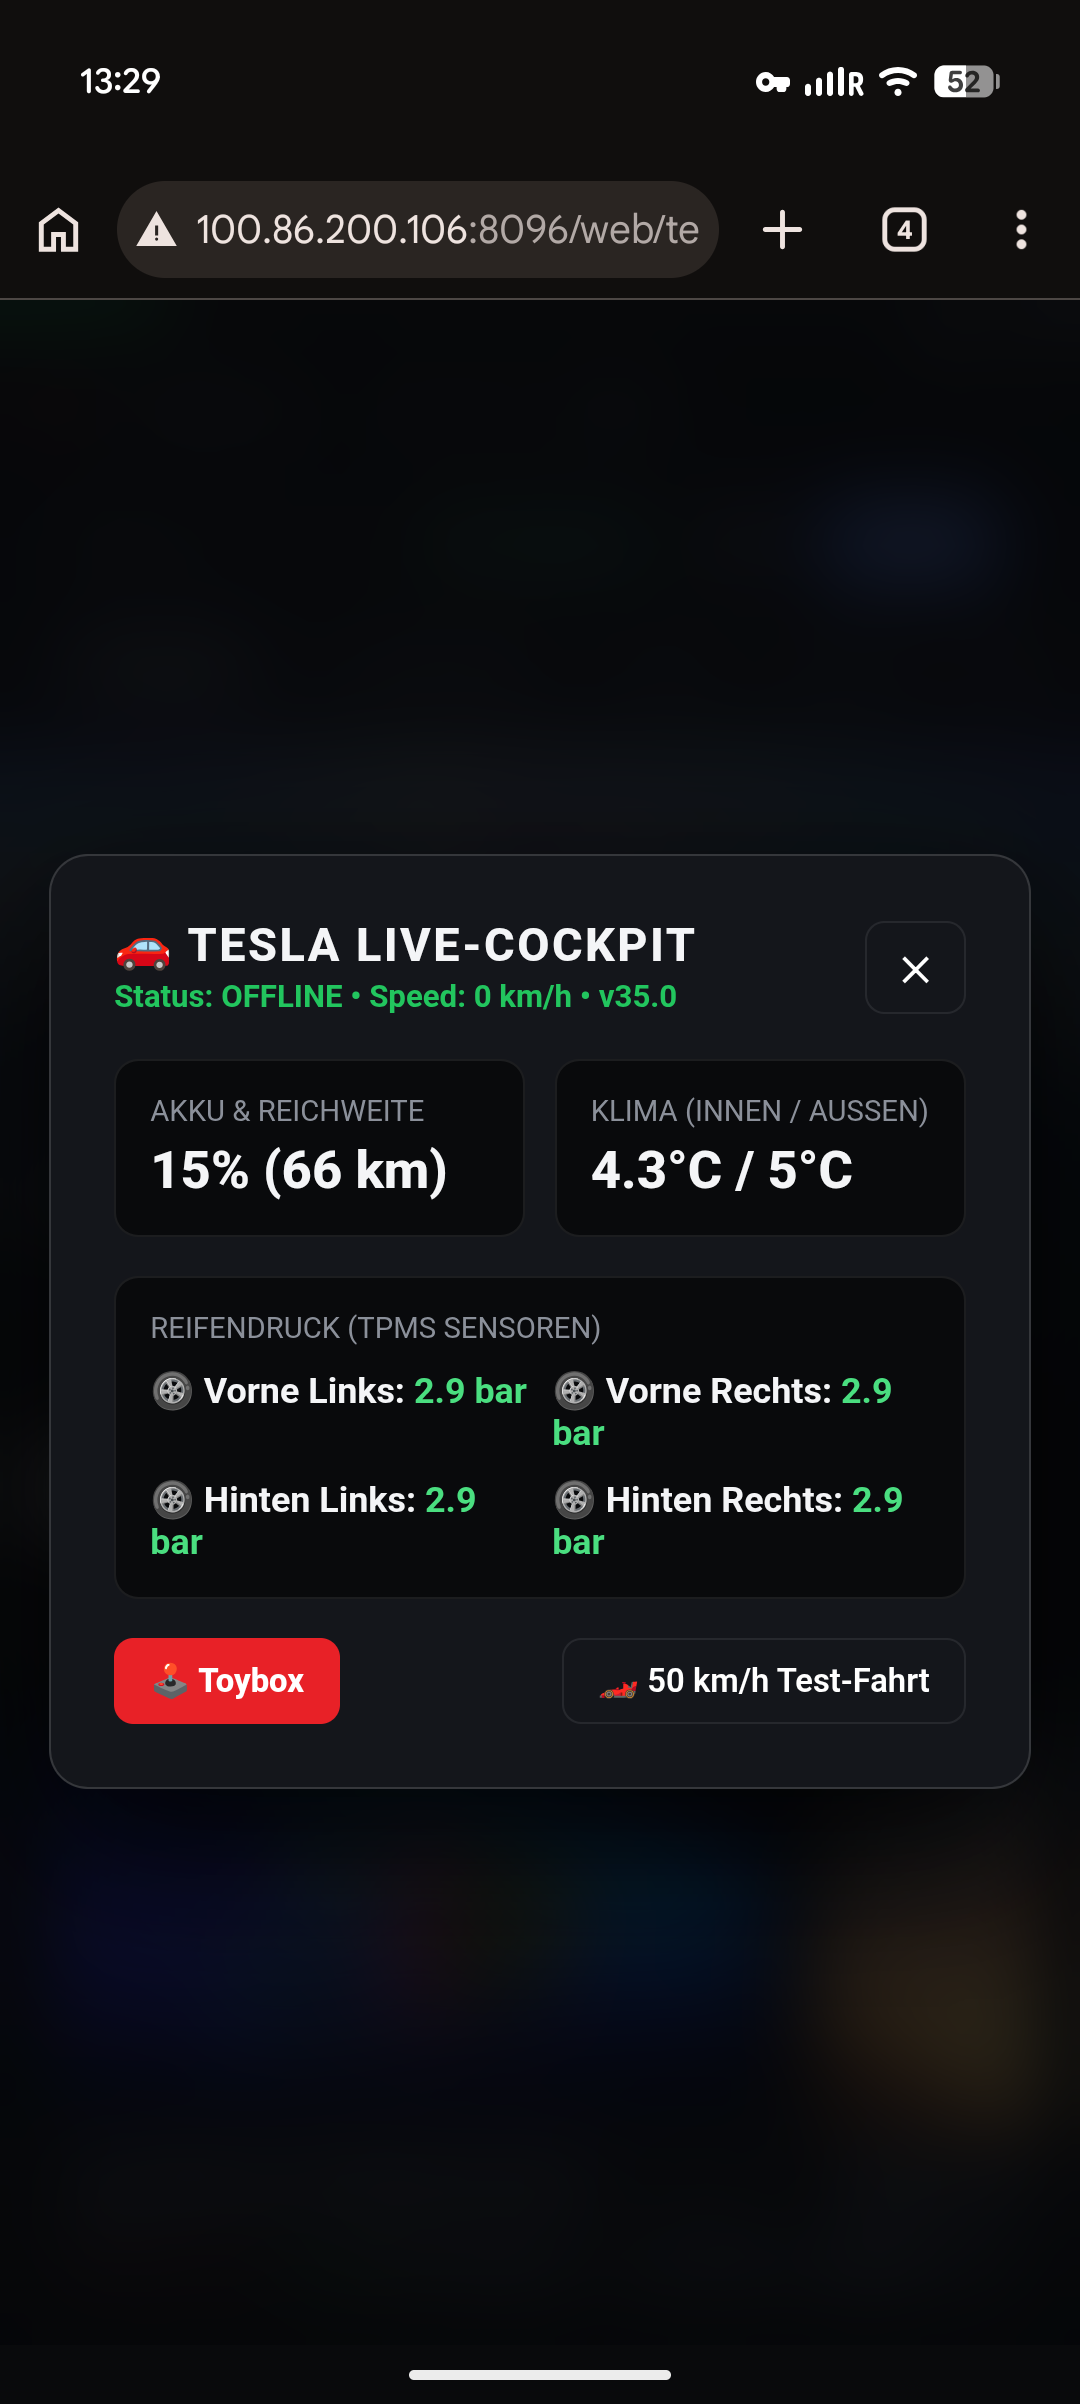 13:29
R
52
100.86.200.106:8096/web/te
4
TESLA LIVE-COCKPIT
Status: OFFLINE • Speed: 0 km/h • v35.0
AKKU & REICHWEITE
15% (66 km)
KLIMA (INNEN / AUSSEN)
4.3°C / 5°C
REIFENDRUCK (TPMS SENSOREN)
Vorne Links: 2.9 bar
Vorne Rechts: 2.9
bar
Hinten Links: 2.9
bar
Hinten Rechts: 2.9
bar
Toybox
50 km/h Test-Fahrt